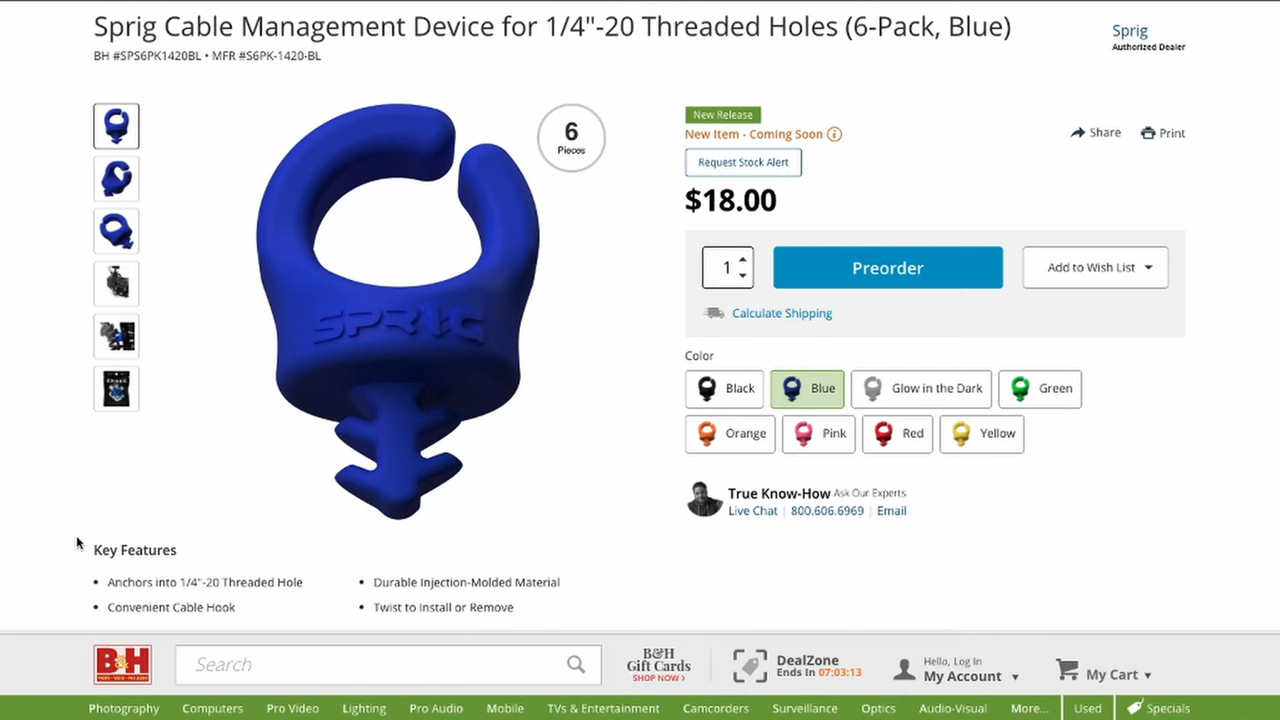 Sprig Cable Management Device for 1/4"-20 Threaded Holes (6-Pack, Blue)
BH #SPS6PK1420BL • MFR #S6PK-1420-BL
Sprig
Authorized Dealer
6
Pieces
SPRIG
New Release
New Item - Coming Soon
Request Stock Alert
Share
Print
$18.00
1
Preorder
Add to Wish List
Calculate Shipping
Color
Black
Blue
Glow in the Dark
Green
Orange
Pink
Red
Yellow
True Know-How Ask Our Experts
Live Chat | 800.606.6969 | Email
Key Features
• Anchors into 1/4"-20 Threaded Hole
• Convenient Cable Hook
• Durable Injection-Molded Material
• Twist to Install or Remove
B&H
Search
B&H
Gift Cards
SHOP NOW ›
DealZone
Ends In 07:03:13
Hello, Log In
My Account
My Cart
Photography Computers Pro Video Lighting Pro Audio Mobile TVs & Entertainment Camcorders Surveillance Optics Audio-Visual More... Used Specials